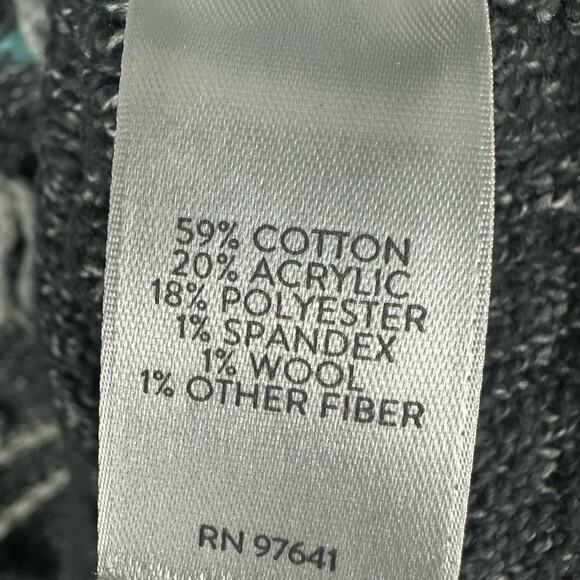 59% COTTON
20% ACRYLIC
18% POLYESTER
1% SPANDEX
1% WOOL
1% OTHER FIBER
RN 97641